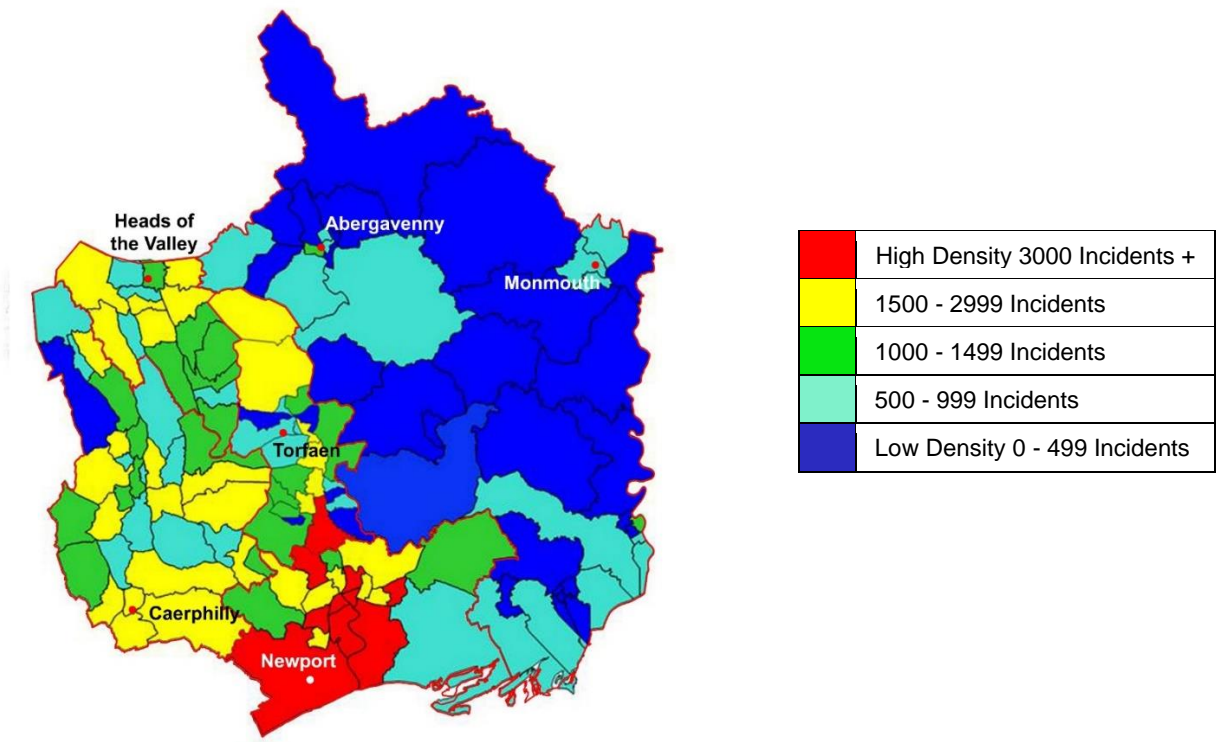 Heads of
the Valley
Abergavenny
Monmouth
Torfaen
Caerphilly
Newport
High Density 3000 Incidents +
1500 - 2999 Incidents
1000 - 1499 Incidents
500 - 999 Incidents
Low Density 0 - 499 Incidents